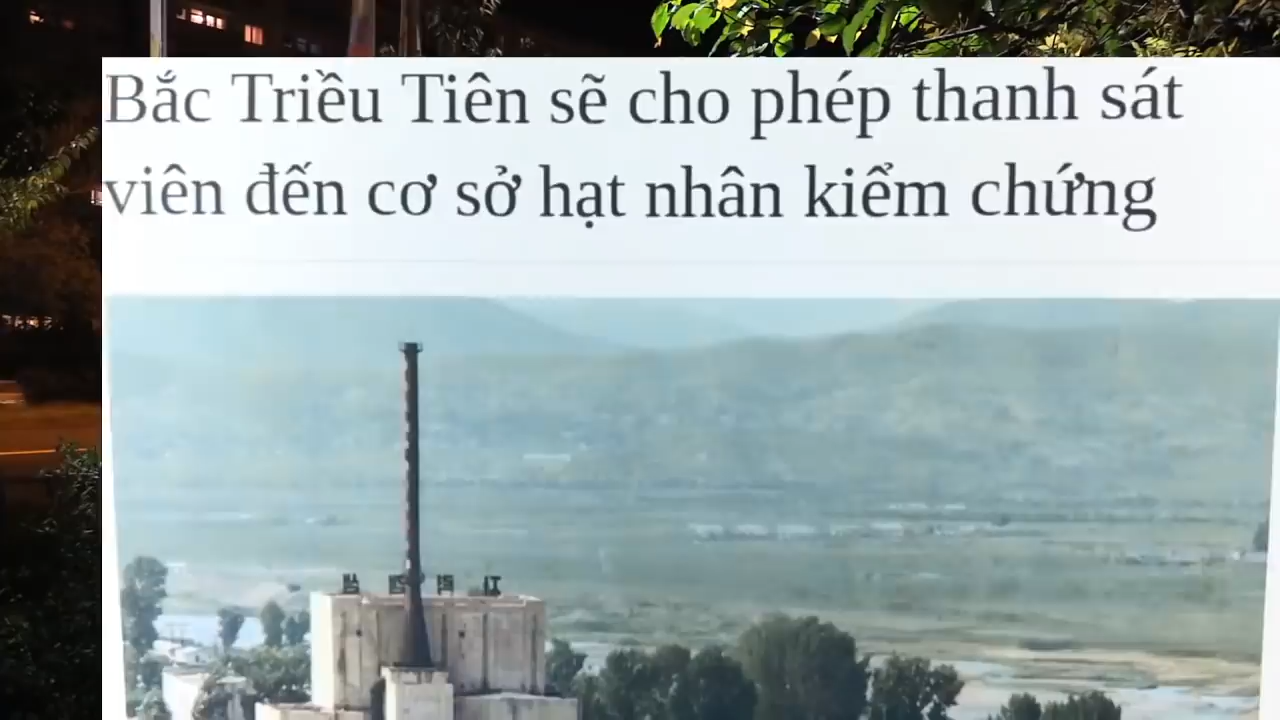 Bắc Triều Tiên sẽ cho phép thanh sát
viên đến cơ sở hạt nhân kiểm chứng